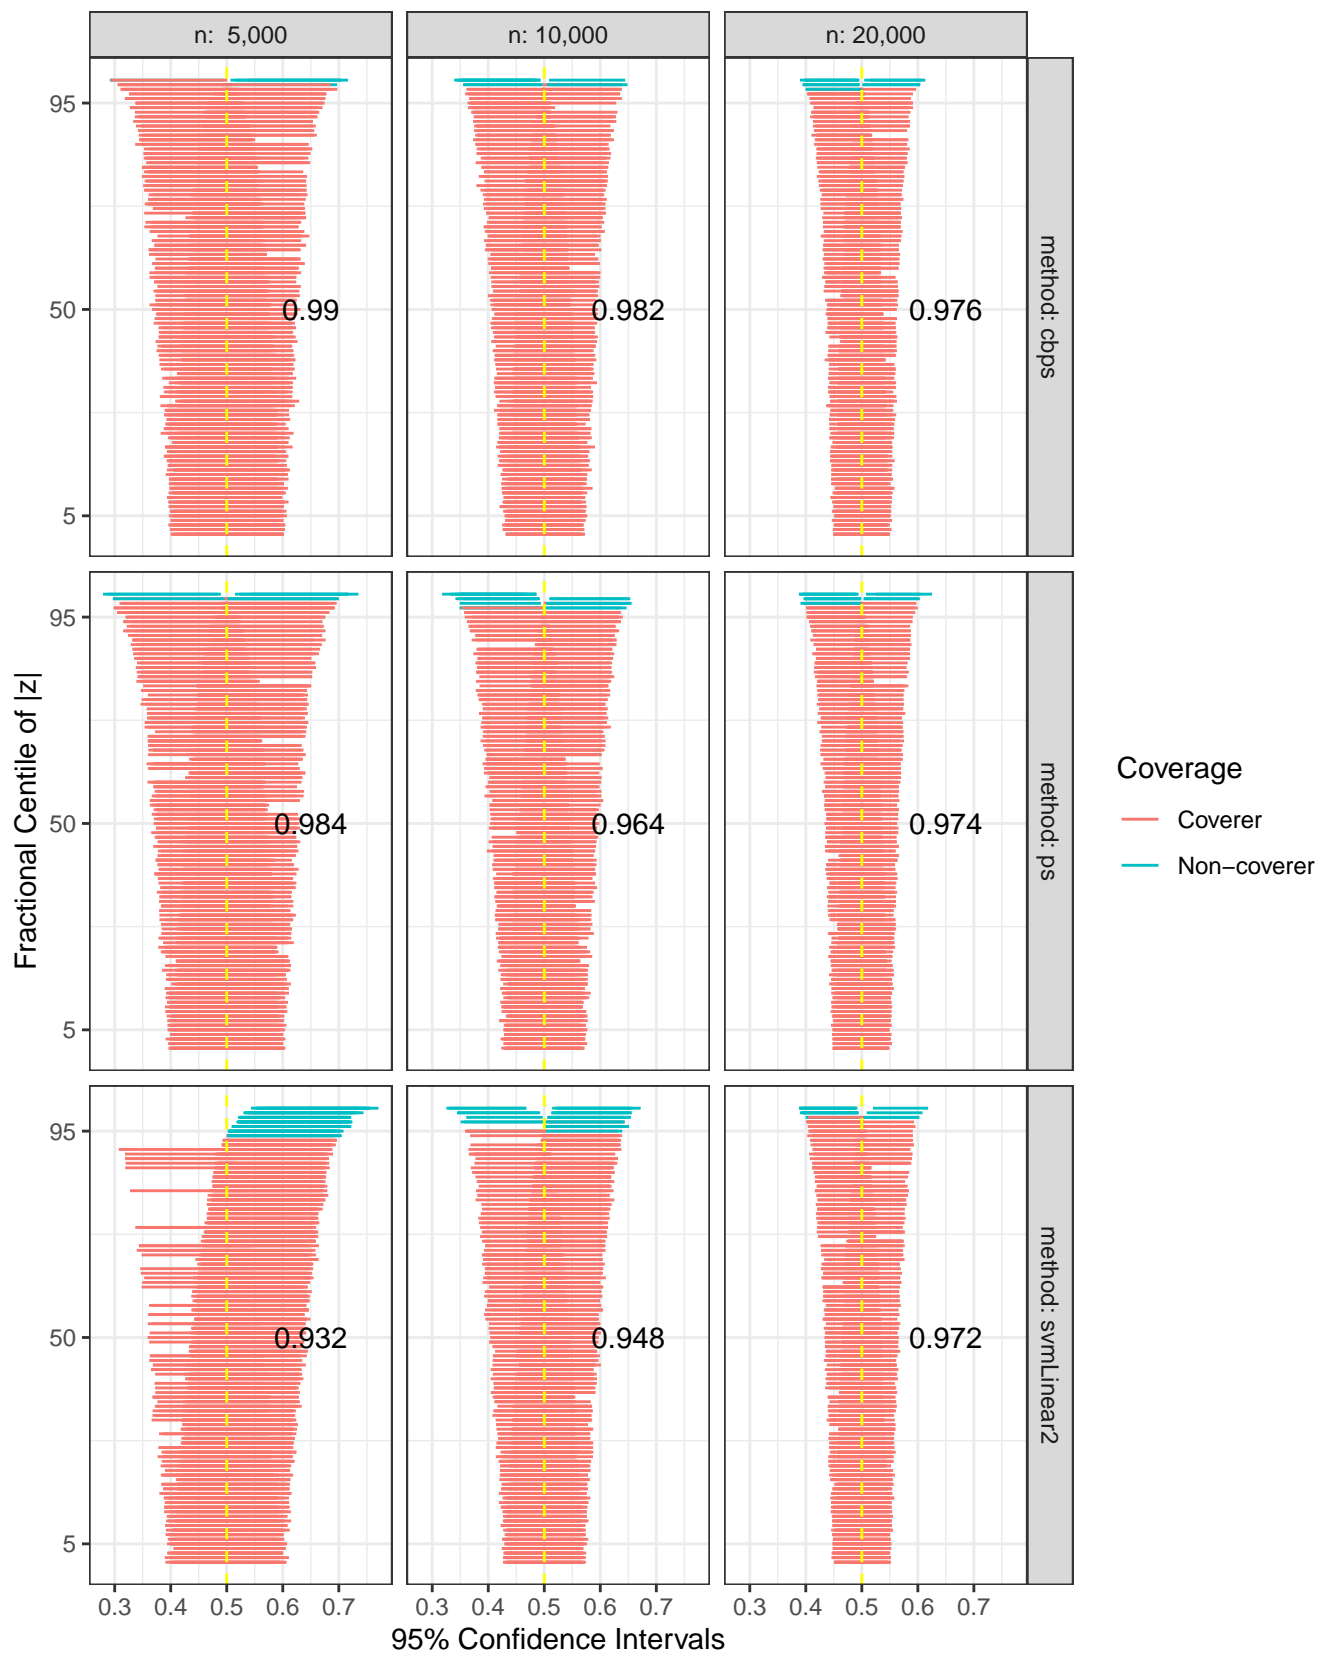 n:  5,000
n: 10,000
n: 20,000
95
50
5
0.99
0.982
0.976
method: cbps
95
50
5
0.984
0.964
0.974
method: ps
95
50
5
0.932
0.948
0.972
method: svmLinear2
Fractional Centile of |z|
0.3 0.4 0.5 0.6 0.7
0.3 0.4 0.5 0.6 0.7
0.3 0.4 0.5 0.6 0.7
95% Confidence Intervals
Coverage
Coverer
Non−coverer